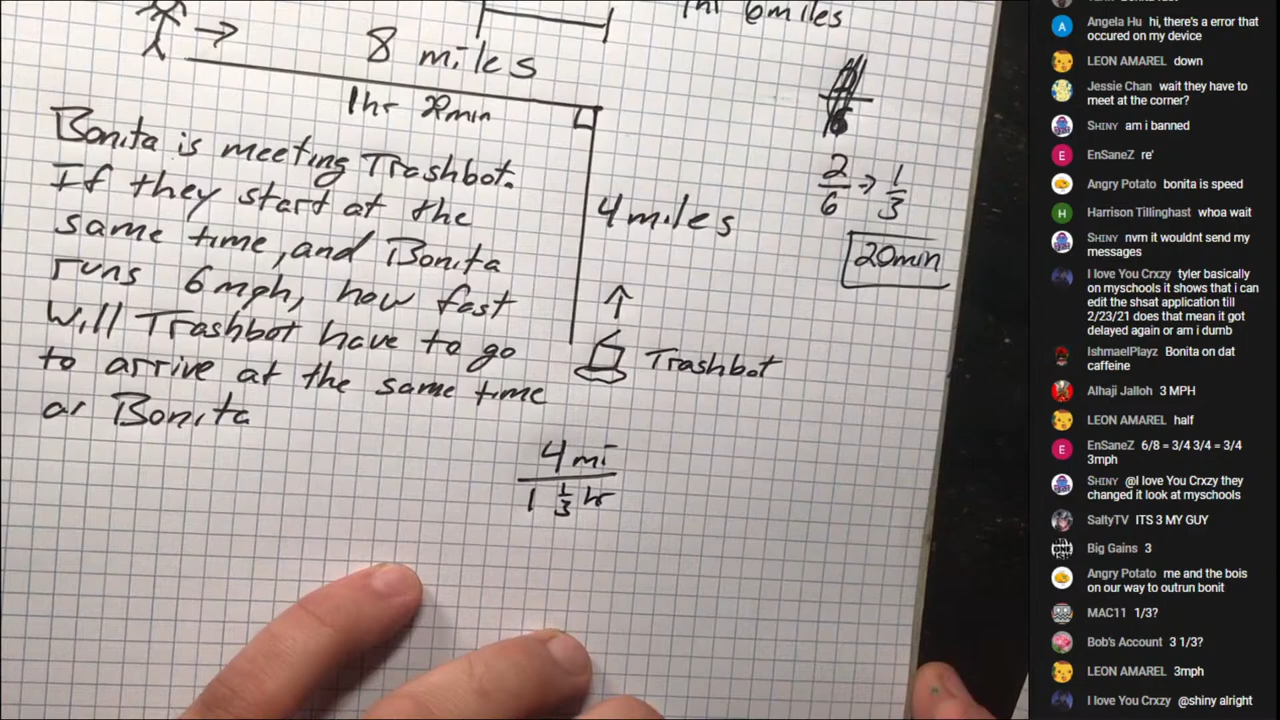 1hr 6miles
8 miles
1hr 20min
Bonita is meeting Trashbot.
If they start at the
same time, and Bonita
runs 6mph, how fast
will Trashbot have to go
to arrive at the same time
as Bonita
4miles
Trashbot
2/6 => 1/3
20min
4mi
1 1/3 hr
Angela Hu hi, there's a error that
occured on my device
LEON AMAREL down
Jessie Chan wait they have to
meet at the corner?
SHINY am i banned
EnSaneZ re'
Angry Potato bonita is speed
Harrison Tillinghast whoa wait
SHINY nvm it wouldnt send my
messages
I love You Crxzy tyler basically
on myschools it shows that i can
edit the shsat application till
2/23/21 does that mean it got
delayed again or am i dumb
IshmaelPlayz Bonita on dat
caffeine
Alhaji Jalloh 3 MPH
LEON AMAREL half
EnSaneZ 6/8 = 3/4 3/4 = 3/4
3mph
SHINY @I love You Crxzy they
changed it look at myschools
SaltyTV ITS 3 MY GUY
Big Gains 3
Angry Potato me and the bois
on our way to outrun bonit
MAC11 1/3?
Bob's Account 3 1/3?
LEON AMAREL 3mph
I love You Crxzy @shiny alright